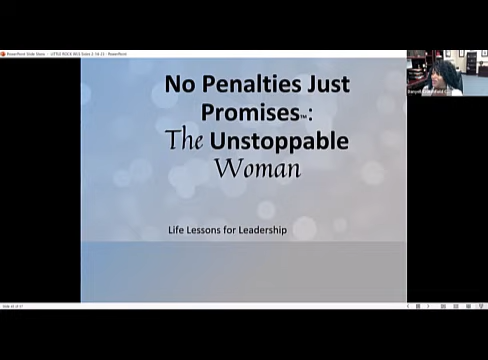 No Penalties Just
Promises™:
The Unstoppable
Woman
Life Lessons for Leadership